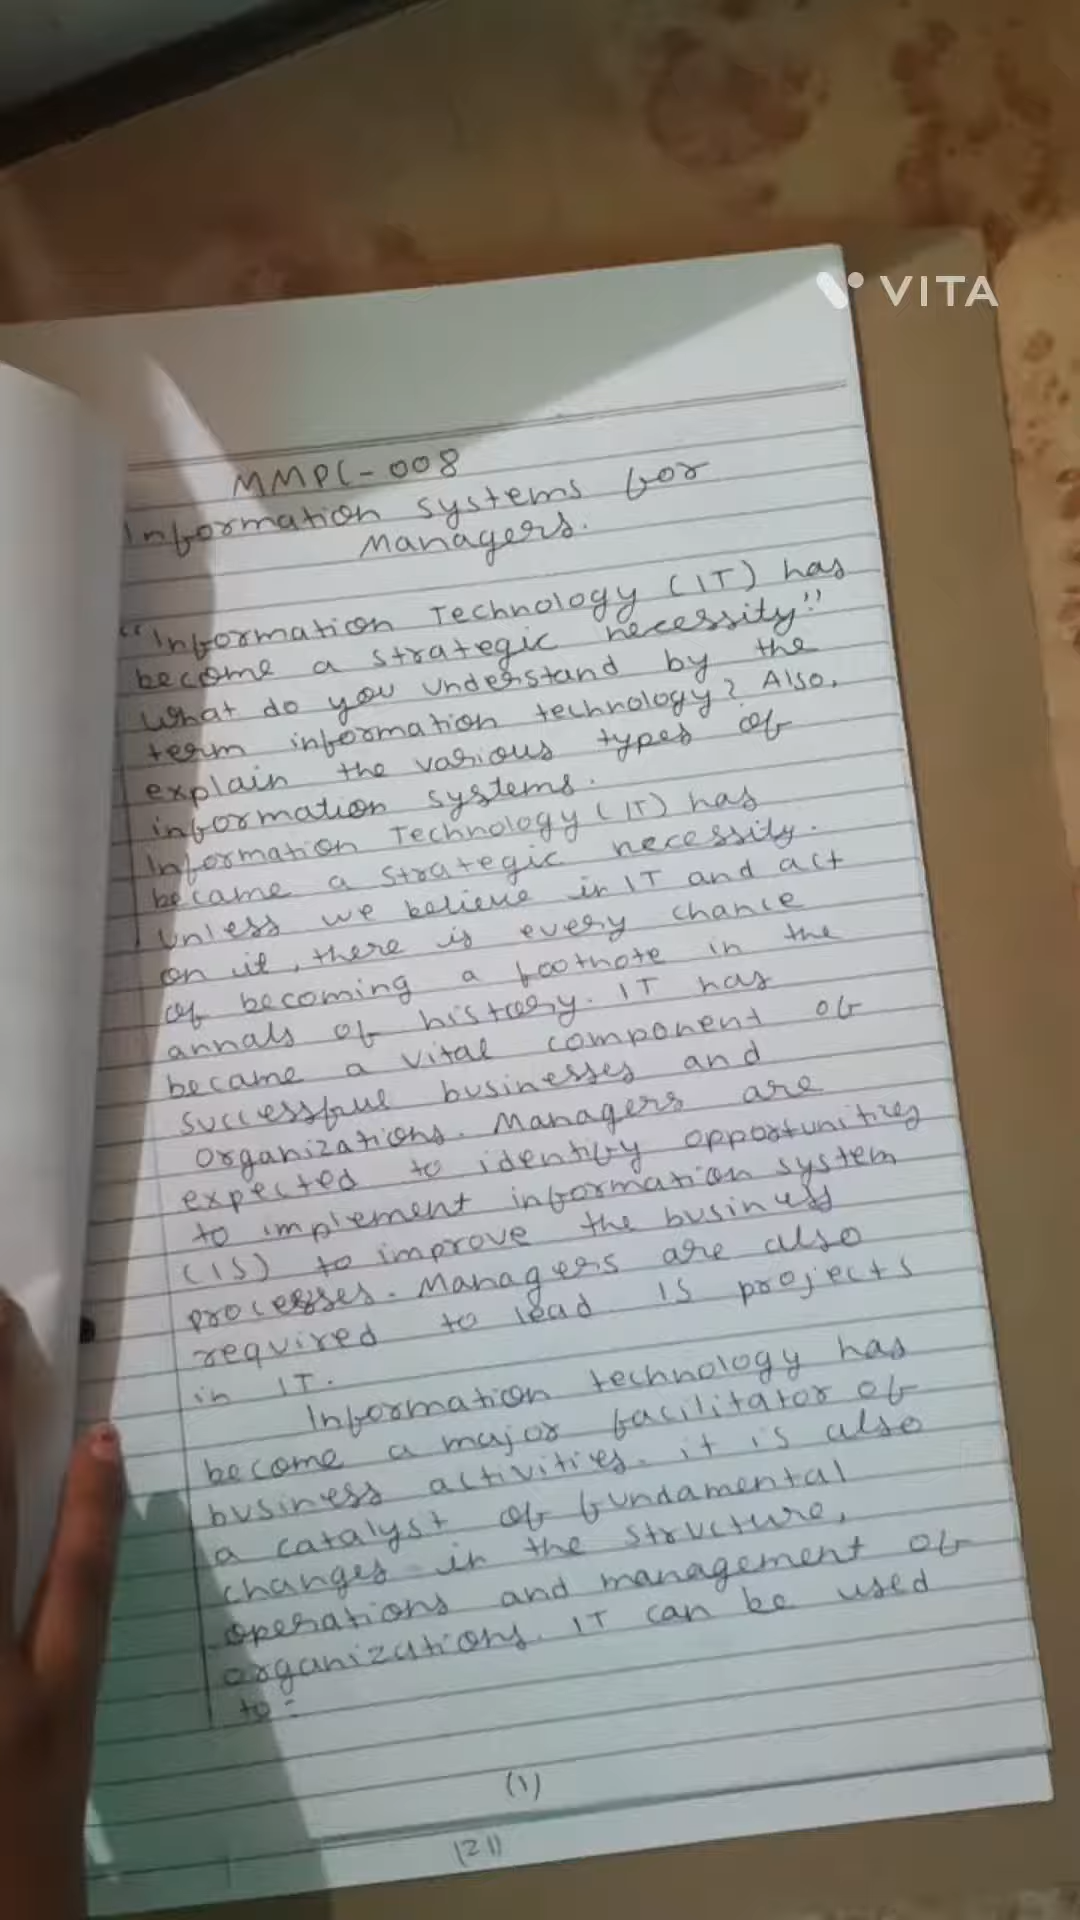 VITA
MMPC-008
Information systems for
Managers.
"Information Technology (IT) has
become a strategic necessity!"
What do you understand by the
term information technology? Also,
explain the various types of
information systems.
Information Technology (IT) has
became a strategic necessity.
unless we believe in IT and act
on it, there is every chance
of becoming a footnote in the
annals of history. IT has
became a vital component of
successful businesses and
organizations. Managers are
expected to identify opportunities
to implement information system
(IS) to improve the business
processes. Managers are also
required to lead IS projects
in IT.
Information technology has
become a major facilitator of
business activities. it is also
a catalyst of fundamental
changes in the structure,
operations and management of
organizations. IT can be used
to :
(1)
(21)